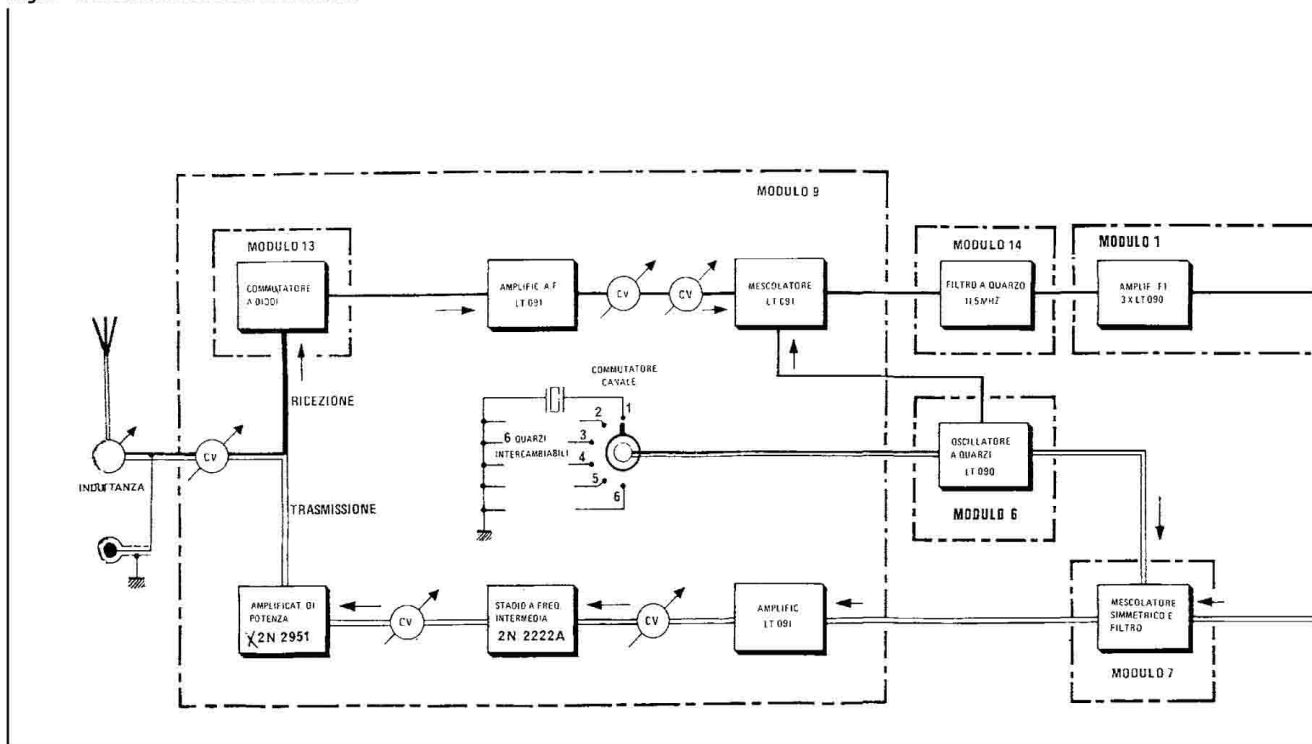 MODULO 9
MODULO 13
COMMUTATORE
A DIODI
AMPLIFIC A.F
LT 091
CV
CV
MESCOLATORE
LT 091
MODULO 14
FILTRO A QUARZO
11,5MHZ
MODULO 1
AMPLIF. FI
3 X LT 090
RICEZIONE
COMMUTATORE
CANALE
1
2
3
4
5
6
6 QUARZI
INTERCAMBIABILI
OSCILLATORE
A QUARZI
LT 090
MODULO 6
CV
INDUTTANZA
TRASMISSIONE
AMPLIFICAT. DI
POTENZA
2N 2951
CV
STADIO A FREQ.
INTERMEDIA
2N 2222A
CV
AMPLIFIC
LT 091
MESCOLATORE
SIMMETRICO E
FILTRO
MODULO 7